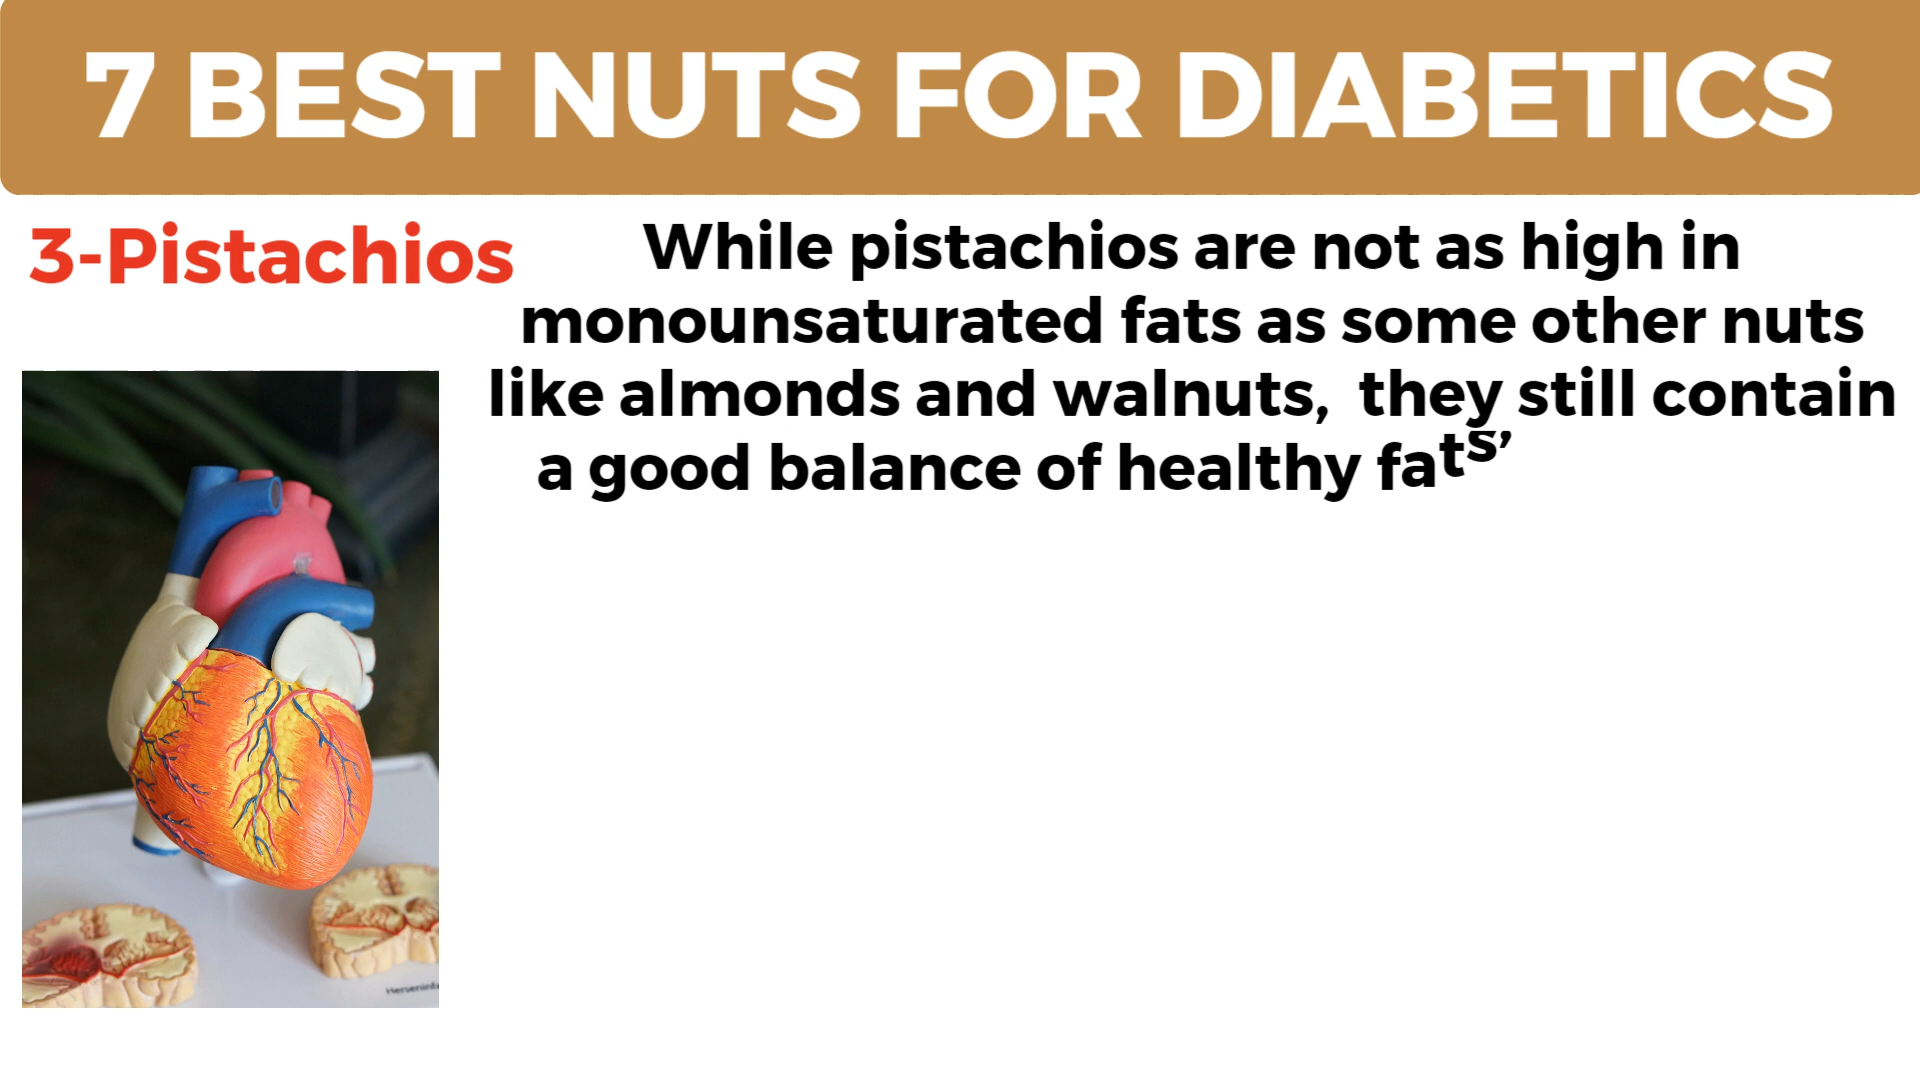 7 BEST NUTS FOR DIABETICS
3-Pistachios
While pistachios are not as high in
monounsaturated fats as some other nuts
like almonds and walnuts, they still contain
a good balance of healthy fats,